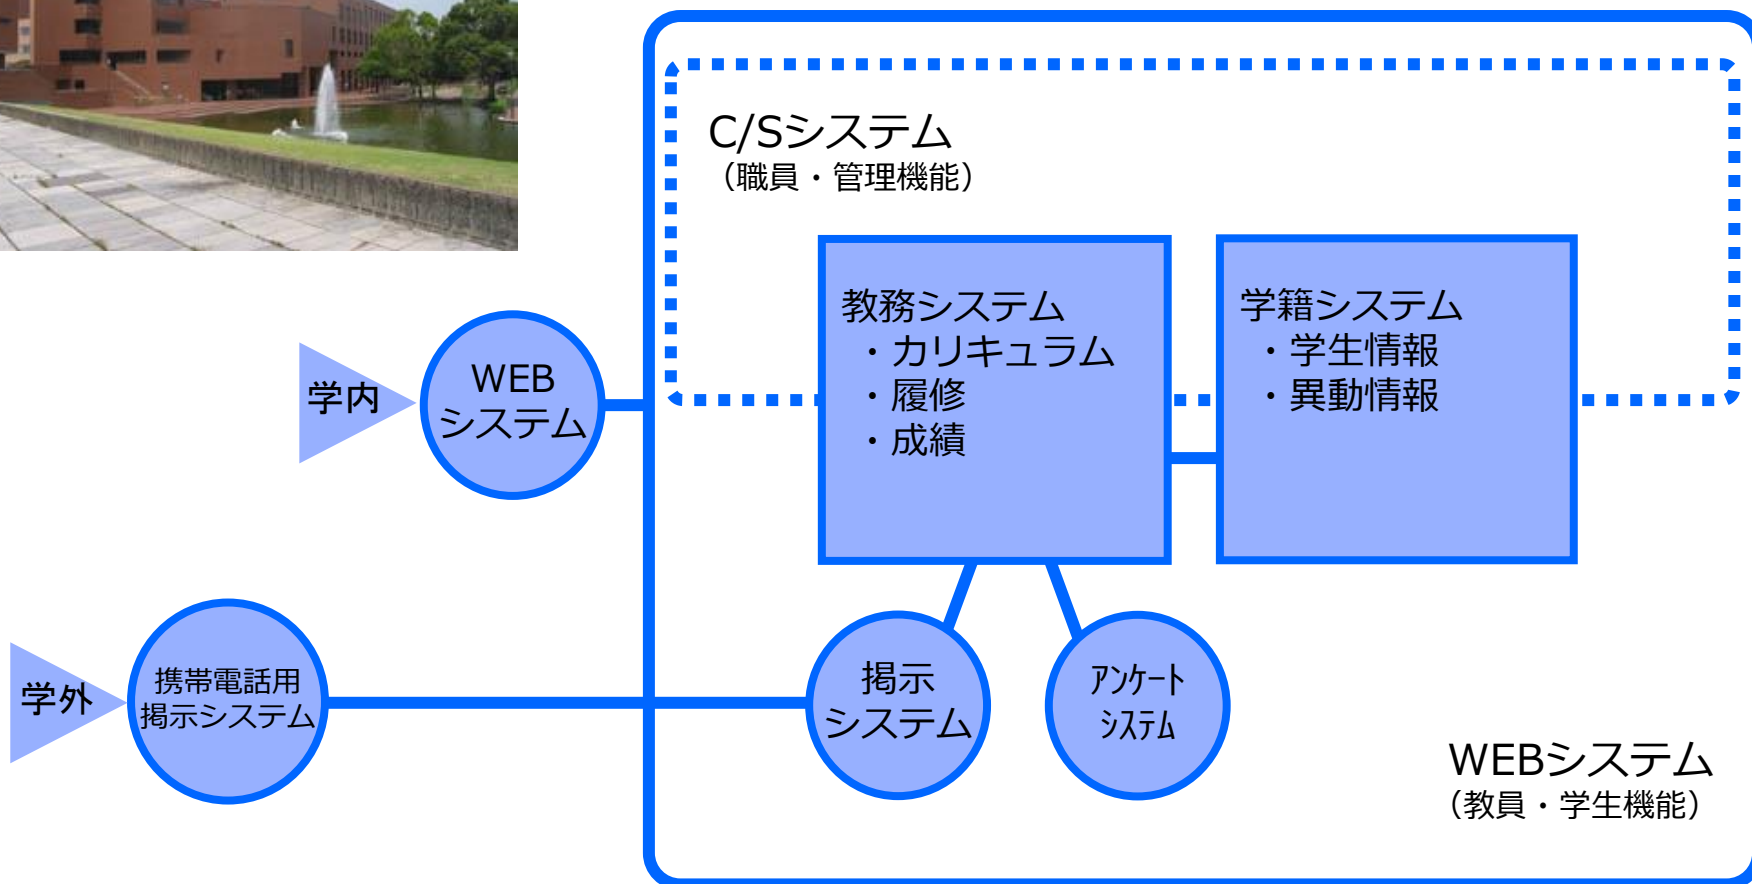 C/Sシステム
（職員・管理機能）
教務システム
・カリキュラム
・履修
・成績
学籍システム
・学生情報
・異動情報
学内
WEB
システム
学外
携帯電話用
掲示システム
掲示
システム
ｱﾝｹｰﾄ
ｼｽﾃﾑ
WEBシステム
（教員・学生機能）